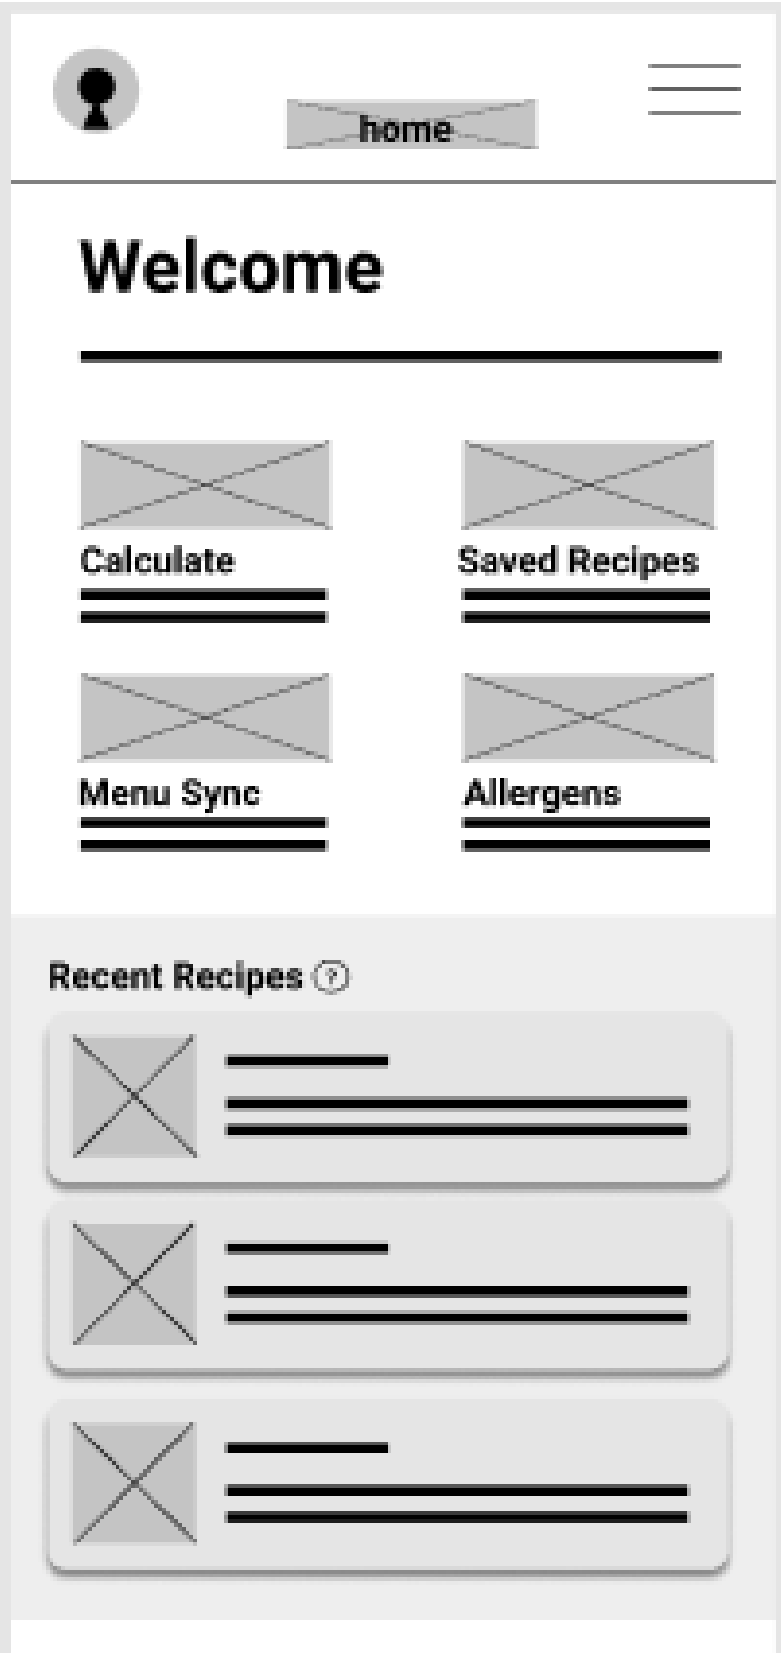 home
Welcome
Calculate
Saved Recipes
Menu Sync
Allergens
Recent Recipes ?